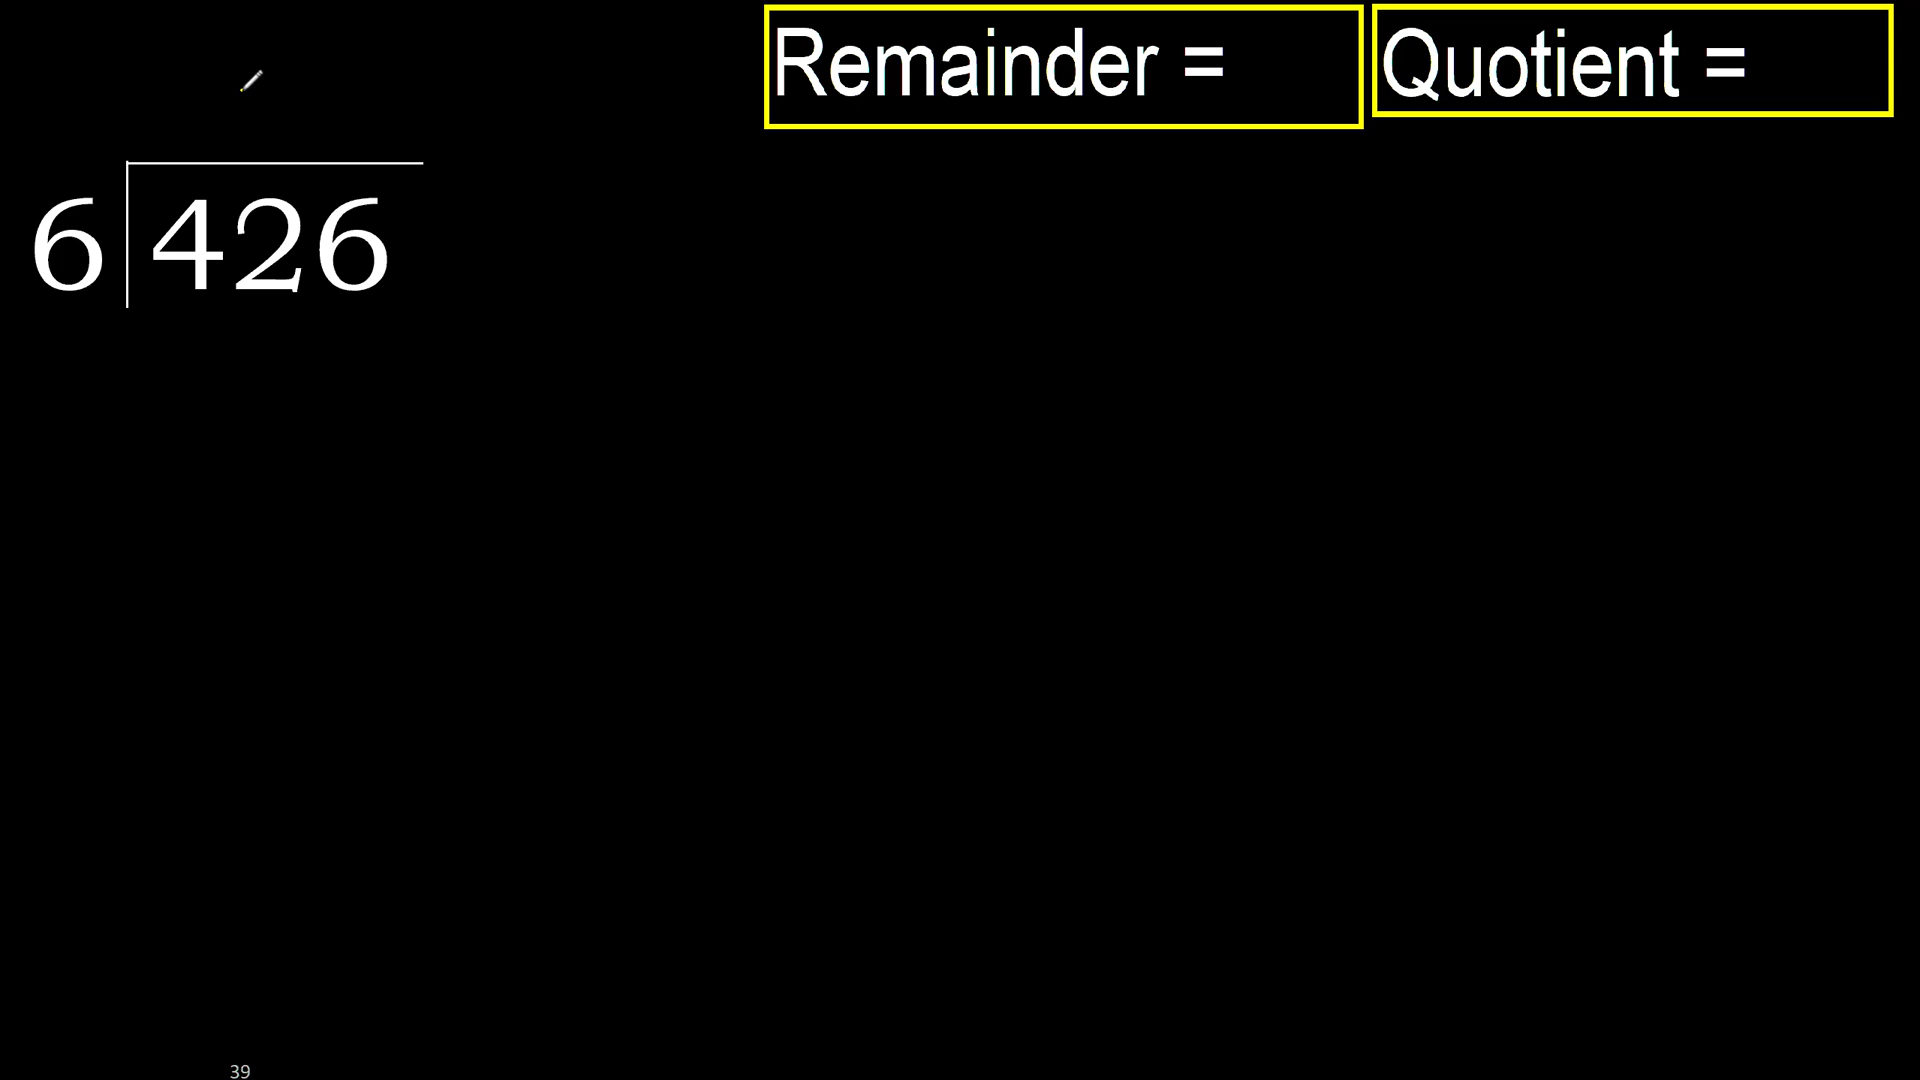 Remainder =
Quotient =
6 426
39